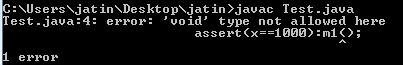 C:\Users\jatin\Desktop\jatin>javac Test.java
Test.java:4: error: 'void' type not allowed here
assert(x==1000):m1();
^
1 error